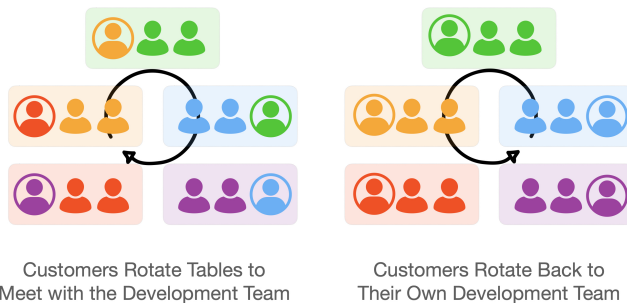 Customers Rotate Tables to
Meet with the Development Team
Customers Rotate Back to
Their Own Development Team